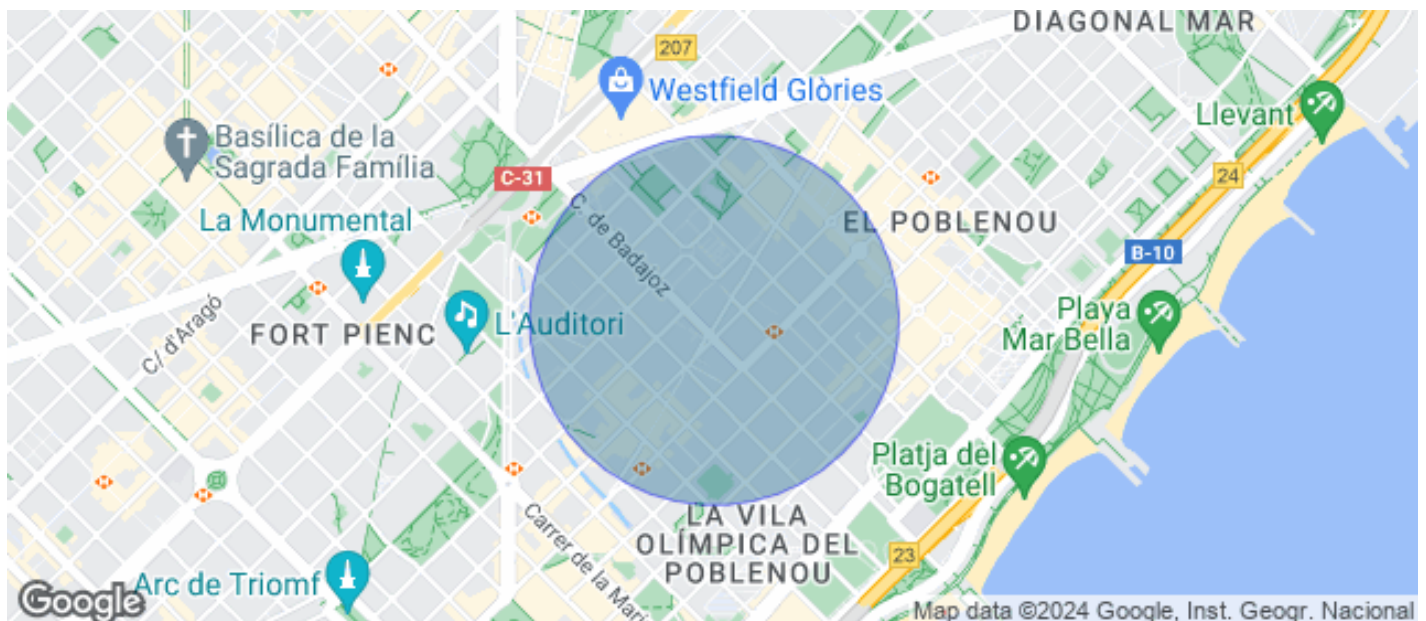 DIAGONAL MAR
207
Westfield Glòries
Llevant
Basílica de la
Sagrada Família
C-31
24
La Monumental
C. de Badajoz
EL POBLENOU
B-10
Playa
Mar Bella
C/ d'Aragó
FORT PIENC
L'Auditori
Platja del
Bogatell
LA VILA
OLÍMPICA DEL
POBLENOU
Carrer de la Mari
23
Arc de Triomf
Google
Map data ©2024 Google, Inst. Geogr. Nacional